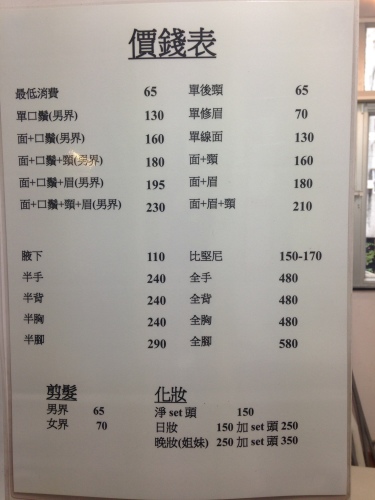 價錢表
最低消費 65 單後頸 65
單口鬚(男界) 130 單修眉 70
面+口鬚(男界) 160 單線面 130
面+口鬚+頸(男界) 180 面+頸 160
面+口鬚+眉(男界) 195 面+眉 180
面+口鬚+頸+眉(男界) 230 面+眉+頸 210
腋下 110 比堅尼 150-170
半手 240 全手 480
半背 240 全背 480
半胸 240 全胸 480
半腳 290 全腳 580
剪髮 化妝
男界 65 淨 set 頭 150
女界 70 日妝 150 加 set 頭 250
晚妝(姐妹) 250 加 set 頭 350